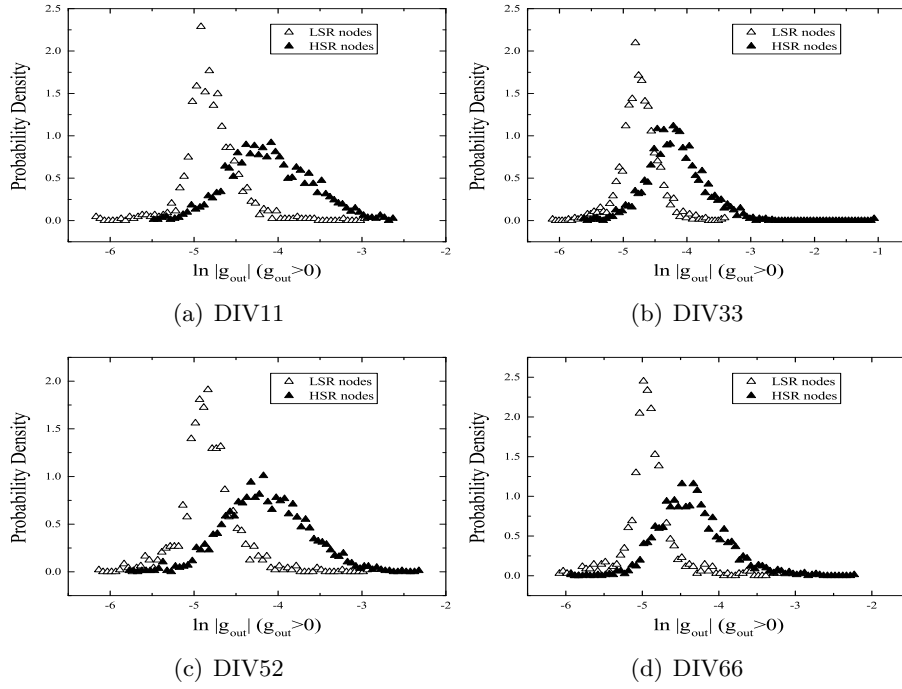 2.5
2.0
1.5
1.0
0.5
0.0
Probability Density
LSR nodes
HSR nodes
-6 -5 -4 -3 -2
ln |g_out| (g_out>0)
(a) DIV11
2.5
2.0
1.5
1.0
0.5
0.0
Probability Density
LSR nodes
HSR nodes
-6 -5 -4 -3 -2 -1
ln |g_out| (g_out>0)
(b) DIV33
2.0
1.5
1.0
0.5
0.0
Probability Density
LSR nodes
HSR nodes
-6 -5 -4 -3 -2
ln |g_out| (g_out>0)
(c) DIV52
2.5
2.0
1.5
1.0
0.5
0.0
Probability Density
LSR nodes
HSR nodes
-6 -5 -4 -3 -2
ln |g_out| (g_out>0)
(d) DIV66